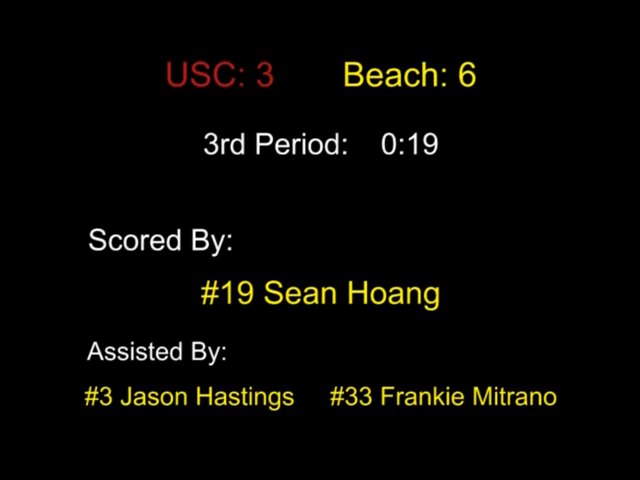 USC: 3 Beach: 6
3rd Period: 0:19
Scored By:
#19 Sean Hoang
Assisted By:
#3 Jason Hastings #33 Frankie Mitrano